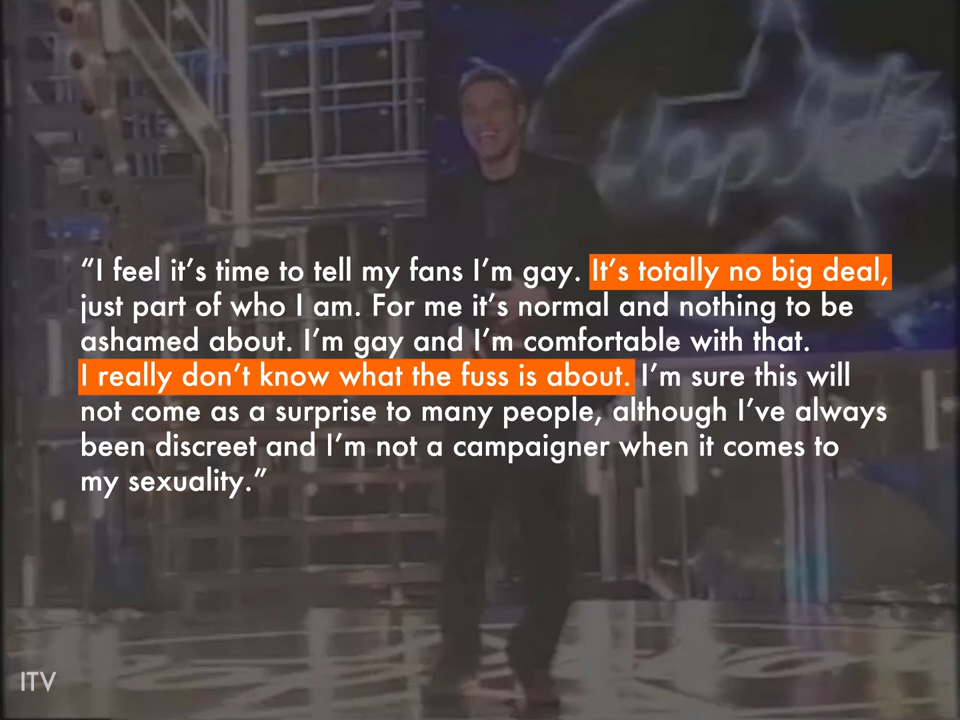 “I feel it’s time to tell my fans I’m gay. It’s totally no big deal,
just part of who I am. For me it’s normal and nothing to be
ashamed about. I’m gay and I’m comfortable with that.
I really don’t know what the fuss is about. I’m sure this will
not come as a surprise to many people, although I’ve always
been discreet and I’m not a campaigner when it comes to
my sexuality.”
ITV